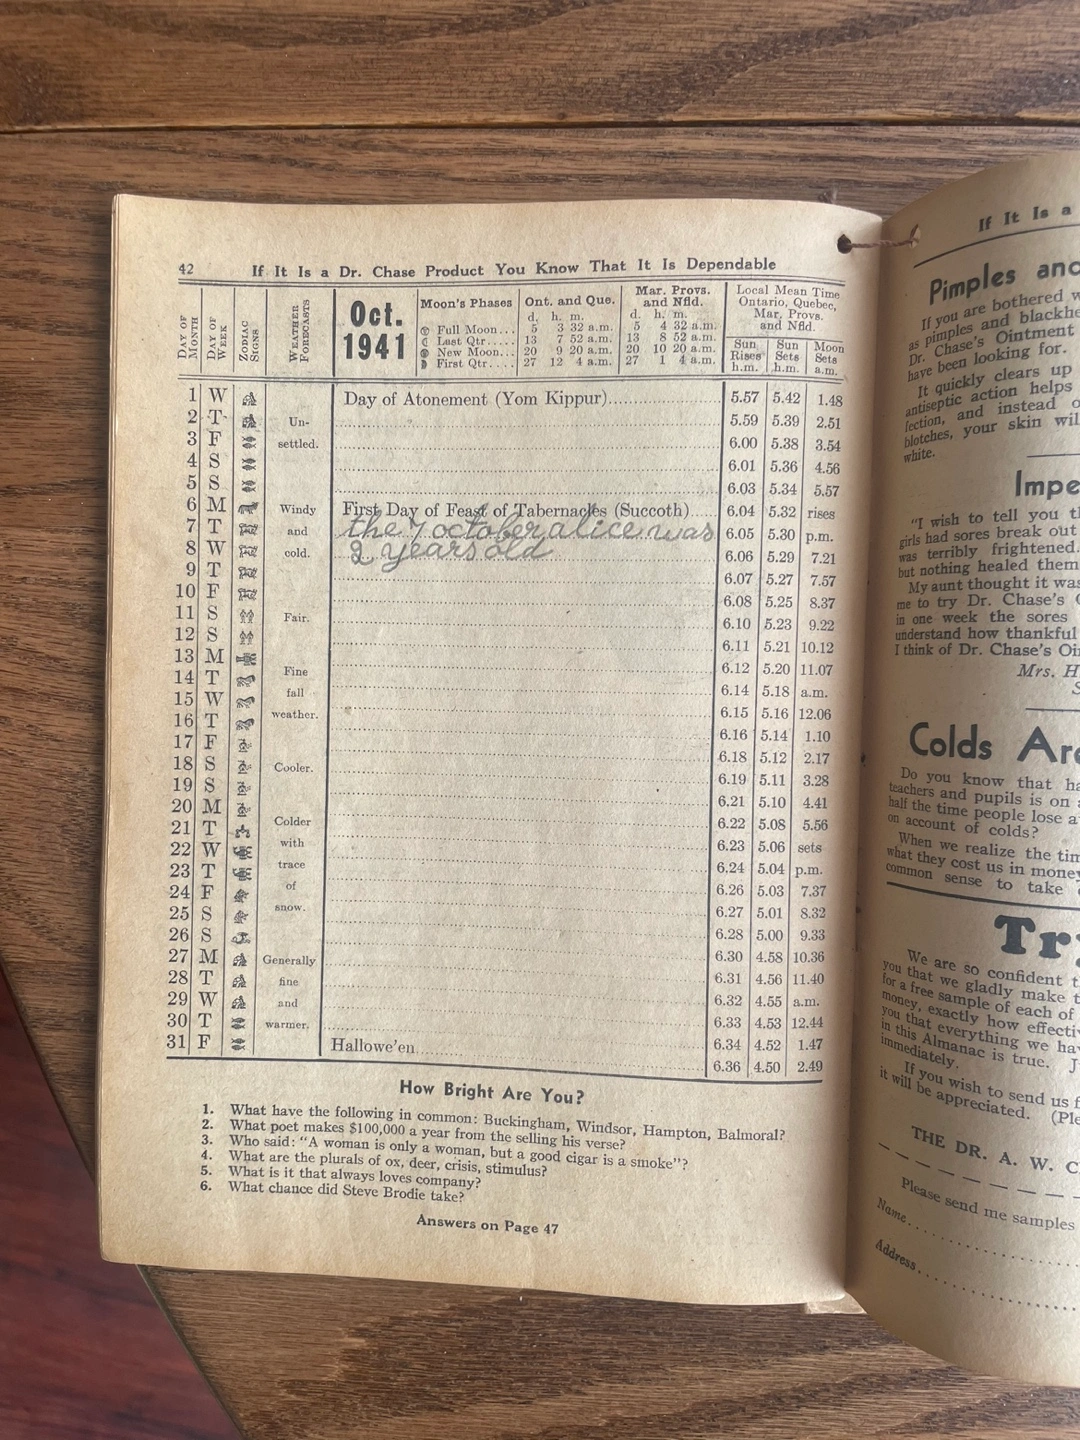 42 If It Is a Dr. Chase Product You Know That It Is Dependable
DAY OF MONTH
DAY OF WEEK
ZODIAC SIGNS
WEATHER FORECASTS
Oct. 1941
Moon's Phases
Full Moon...
Last Qtr....
New Moon...
First Qtr....
Ont. and Que.
d. h. m.
5 3 32 a.m.
13 7 52 a.m.
20 9 20 a.m.
27 12 4 a.m.
Mar. Provs. and Nfld.
d. h. m.
5 4 32 a.m.
13 8 52 a.m.
20 10 20 a.m.
27 1 4 a.m.
Local Mean Time
Ontario, Quebec,
Mar. Provs.
and Nfld.
Sun Rises h.m.
Sun Sets h.m.
Moon Sets a.m.
1 W Day of Atonement (Yom Kippur) 5.57 5.42 1.48
2 T Un- 5.59 5.39 2.51
3 F settled. 6.00 5.38 3.54
4 S 6.01 5.36 4.56
5 S 6.03 5.34 5.57
6 M Windy First Day of Feast of Tabernacles (Succoth) 6.04 5.32 rises
7 T and the 7 october alice was 6.05 5.30 p.m.
8 W cold. 2 years old 6.06 5.29 7.21
9 T 6.07 5.27 7.57
10 F 6.08 5.25 8.37
11 S Fair. 6.10 5.23 9.22
12 S 6.11 5.21 10.12
13 M 6.12 5.20 11.07
14 T Fine 6.14 5.18 a.m.
15 W fall 6.15 5.16 12.06
16 T weather. 6.16 5.14 1.10
17 F 6.18 5.12 2.17
18 S Cooler. 6.19 5.11 3.28
19 S 6.21 5.10 4.41
20 M 6.22 5.08 5.56
21 T Colder 6.23 5.06 sets
22 W with 6.24 5.04 p.m.
23 T trace 6.26 5.03 7.37
24 F of 6.27 5.01 8.32
25 S snow. 6.28 5.00 9.33
26 S 6.30 4.58 10.36
27 M Generally 6.31 4.56 11.40
28 T fine 6.32 4.55 a.m.
29 W and 6.33 4.53 12.44
30 T warmer. 6.34 4.52 1.47
31 F Hallowe'en 6.36 4.50 2.49
How Bright Are You?
1. What have the following in common: Buckingham, Windsor, Hampton, Balmoral?
2. What poet makes $100,000 a year from the selling his verse?
3. Who said: "A woman is only a woman, but a good cigar is a smoke"?
4. What are the plurals of ox, deer, crisis, stimulus?
5. What is it that always loves company?
6. What chance did Steve Brodie take?
Answers on Page 47
If It Is a
Pimples and
If you are bothered
as pimples and
Dr. Chase's Ointment
have been looking for.
It quickly clears up
antiseptic action helps
fection, and instead
blotches, your skin
white.
"I wish to tell you
girls had sores break out
was terribly frightened.
but nothing healed them
My aunt thought it was
me to try Dr. Chase's
in one week the sores
understand how thankful
I think of Dr. Chase's
Mrs.
Colds
Do you know that
teachers and pupils is on
half the time people lose
on account of colds?
When we realize the
what they cost us in
common sense to take
We are so confident
you that we gladly make
for a free sample of each of
money, exactly how
you that everything we
in this Almanac is true.
immediately.
If you wish to send us
it will be appreciated.
THE DR. A. W.
Please send me samples
Name
Address